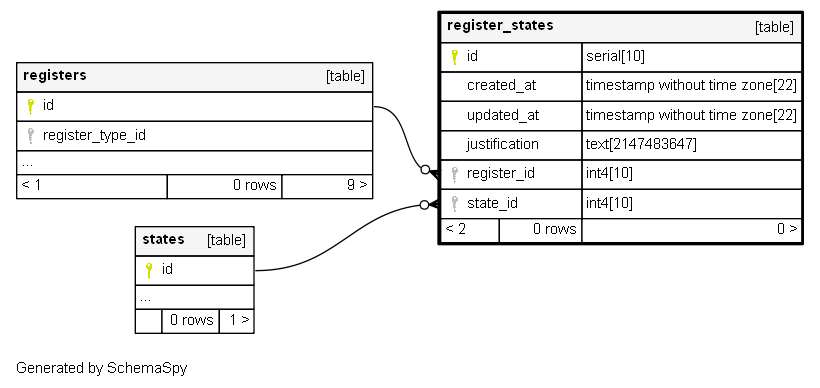 register_states [table]
id serial[10]
created_at timestamp without time zone[22]
updated_at timestamp without time zone[22]
justification text[2147483647]
register_id int4[10]
state_id int4[10]
< 2 0 rows 0 >
registers [table]
id
register_type_id
...
< 1 0 rows 9 >
states [table]
id
...
0 rows 1 >
Generated by SchemaSpy